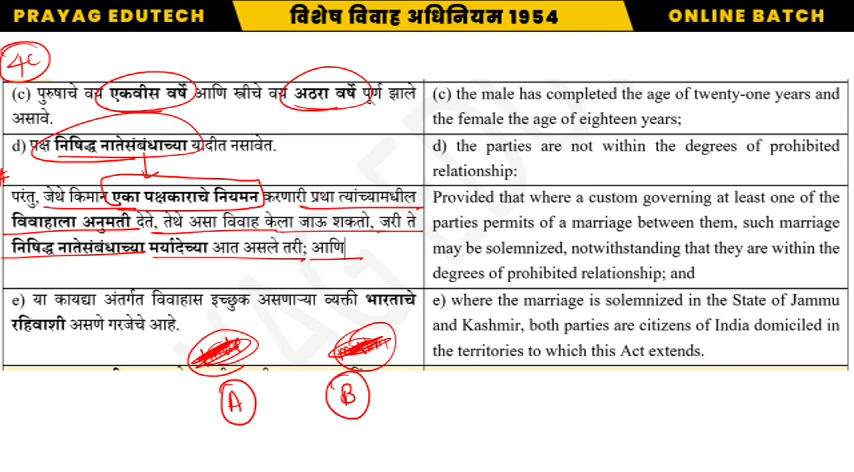 PRAYAG EDUTECH
विशेष विवाह अधिनियम 1954
ONLINE BATCH
4c
(c) पुरुषाचे वय एकवीस वर्षे आणि स्त्रीचे वय अठरा वर्षे पूर्ण झाले
असावे.
(c) the male has completed the age of twenty-one years and
the female the age of eighteen years;
d) पक्ष निषिद्ध नातेसंबंधाच्या यादीत नसावेत.
d) the parties are not within the degrees of prohibited
relationship:
परंतु, जेथे किमान एका पक्षकाराचे नियमन करणारी प्रथा त्यांच्यामधील
विवाहाला अनुमती देते, तेथे असा विवाह केला जाऊ शकतो, जरी ते
निषिद्ध नातेसंबंधाच्या मर्यादेच्या आत असले तरी; आणि
Provided that where a custom governing at least one of the
parties permits of a marriage between them, such marriage
may be solemnized, notwithstanding that they are within the
degrees of prohibited relationship; and
e) या कायद्या अंतर्गत विवाहास इच्छुक असणाऱ्या व्यक्ती भारताचे
रहिवाशी असणे गरजेचे आहे.
e) where the marriage is solemnized in the State of Jammu
and Kashmir, both parties are citizens of India domiciled in
the territories to which this Act extends.
A
B